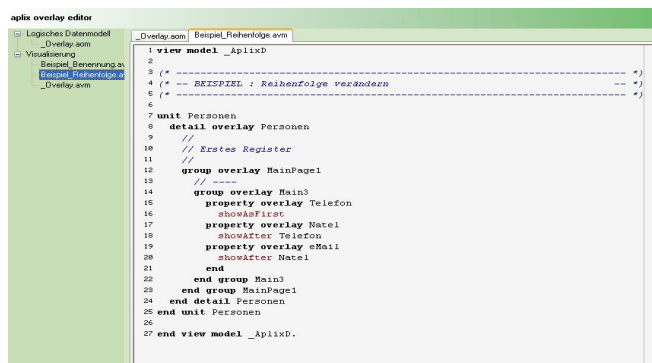 aplix overlay editor
Logisches Datenmodell
_Overlay.aom
Visualisierung
Beispiel_Benennung.av
Beispiel_Reihenfolge.a
_Overlay.avm
_Overlay.aom Beispiel_Reihenfolge.avm
1 view model _AplixD
2
3 (* ---------------------------------------------------------------------- *)
4 (* -- BEISPIEL : Reihenfolge verändern -- *)
5 (* ---------------------------------------------------------------------- *)
6
7 unit Personen
8 detail overlay Personen
9 //
10 // Erstes Register
11 //
12 group overlay MainPage1
13 // ----
14 group overlay Main3
15 property overlay Telefon
16 showAsFirst
17 property overlay Natel
18 showAfter Telefon
19 property overlay eMail
20 showAfter Natel
21 end
22 end group Main3
23 end group MainPage1
24 end detail Personen
25 end unit Personen
26
27 end view model _AplixD.